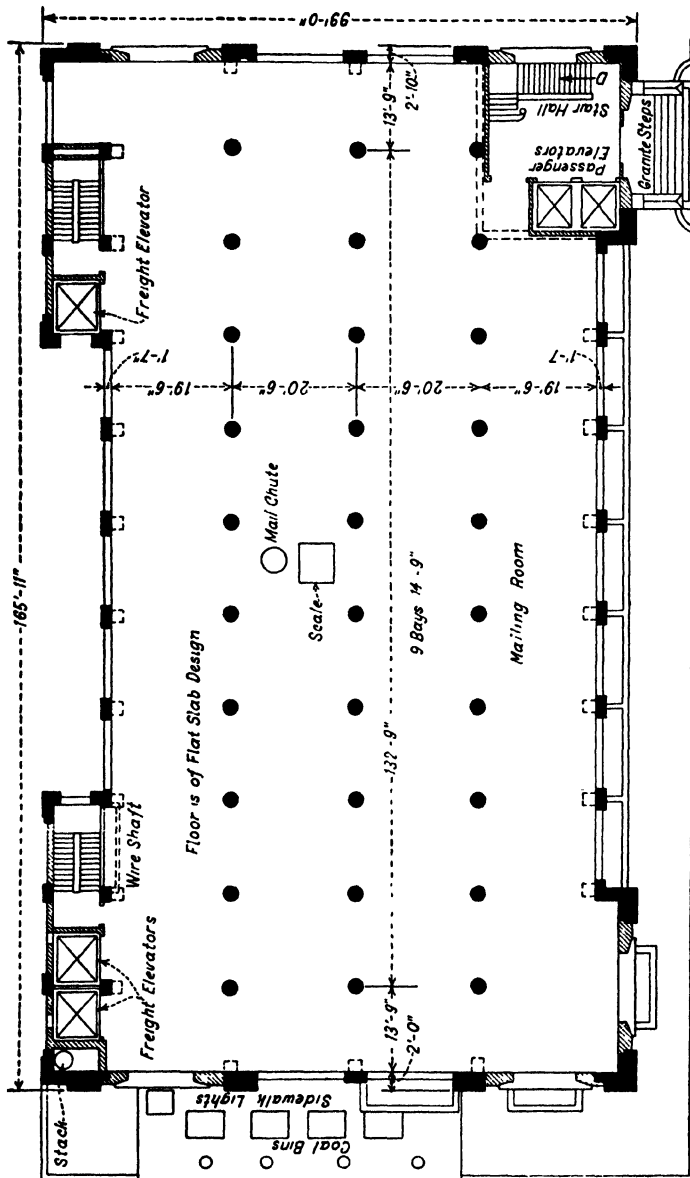 99'-0"
165'-11"
13'-9"
2'-10"
D
Stair Hall
Passenger
Elevators
Granite Steps
Freight Elevator
1'-7"
19'-6"
20'-6"
20'-6"
19'-6"
1'-7
Mail Chute
Scale
Floor is of Flat Slab Design
9 Bays 14-9"
Mailing Room
132-9"
Wire Shaft
Freight Elevators
13'-9"
2'-0"
Stack
Sidewalk Lights
Coal Bins